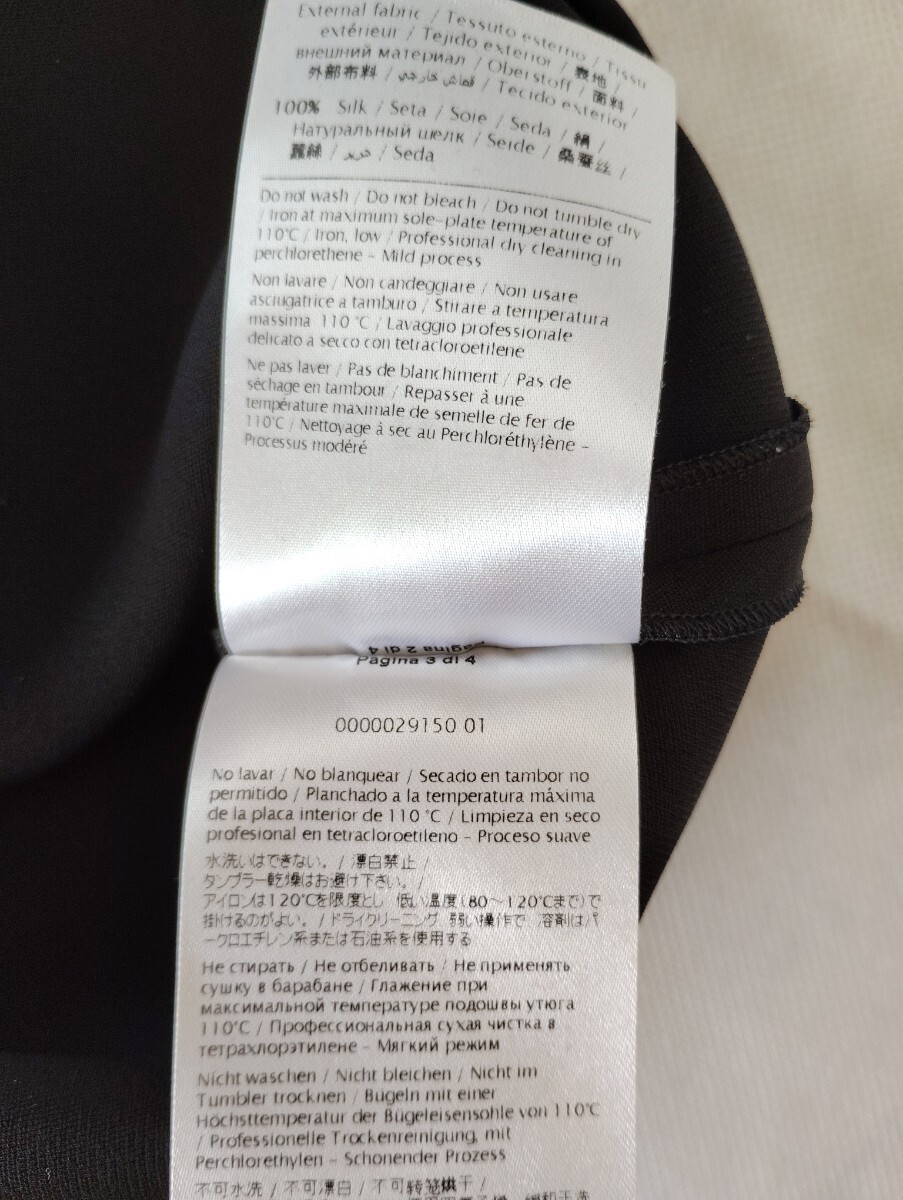 External fabric / Tessuto esterno / Tissu
extérieur / Tejido exterior / 表地 /
внешний материал / Oberstoff / 面料 /
外部布料 / قماش خارجي / Tecido exterior
100% Silk / Seta / Soie / Seda / 絹 /
Натуральный шелк / Seide / 桑蚕丝 /
蠶絲 / حرير / Seda
Do not wash / Do not bleach / Do not tumble dry
/ Iron at maximum sole-plate temperature of
110°C / Iron, low / Professional dry cleaning in
perchlorethene - Mild process
Non lavare / Non candeggiare / Non usare
asciugatrice a tamburo / Stirare a temperatura
massima 110 °C / Lavaggio professionale
delicato a secco con tetracloroetilene
Ne pas laver / Pas de blanchiment / Pas de
séchage en tambour / Repasser à une
température maximale de semelle de fer de
110°C / Nettoyage à sec au Perchloréthylène -
Processus modéré
Pagina 2 di 4
Pagina 3 di 4
0000029150 01
No lavar / No blanquear / Secado en tambor no
permitido / Planchado a la temperatura máxima
de la placa interior de 110 °C / Limpieza en seco
profesional en tetracloroetileno - Proceso suave
水洗いはできない。 / 漂白禁止 /
タンブラー乾燥はお避け下さい。 /
アイロンは120℃を限度とし 低い温度(80～120℃まで)で
掛けるのがよい。 / ドライクリーニング 弱い操作で 溶剤はパ
ークロエチレン系または石油系を使用する
Не стирать / Не отбеливать / Не применять
сушку в барабане / Глажение при
максимальной температуре подошвы утюга
110°C / Профессиональная сухая чистка в
тетрахлорэтилене - Мягкий режим
Nicht waschen / Nicht bleichen / Nicht im
Tumbler trocknen / Bügeln mit einer
Höchsttemperatur der Bügeleisensohle von 110°C
/ Professionelle Trockenreinigung, mit
Perchlorethylen - Schonender Prozess
不可水洗 / 不可漂白 / 不可转笼烘干 /